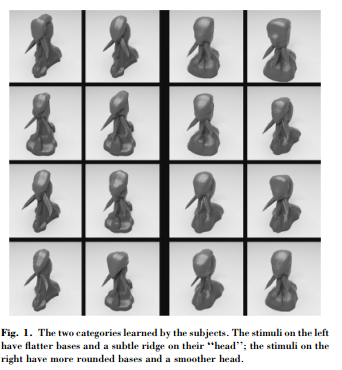 Fig. 1. The two categories learned by the subjects. The stimuli on the left
have flatter bases and a subtle ridge on their ‘‘head’’; the stimuli on the
right have more rounded bases and a smoother head.